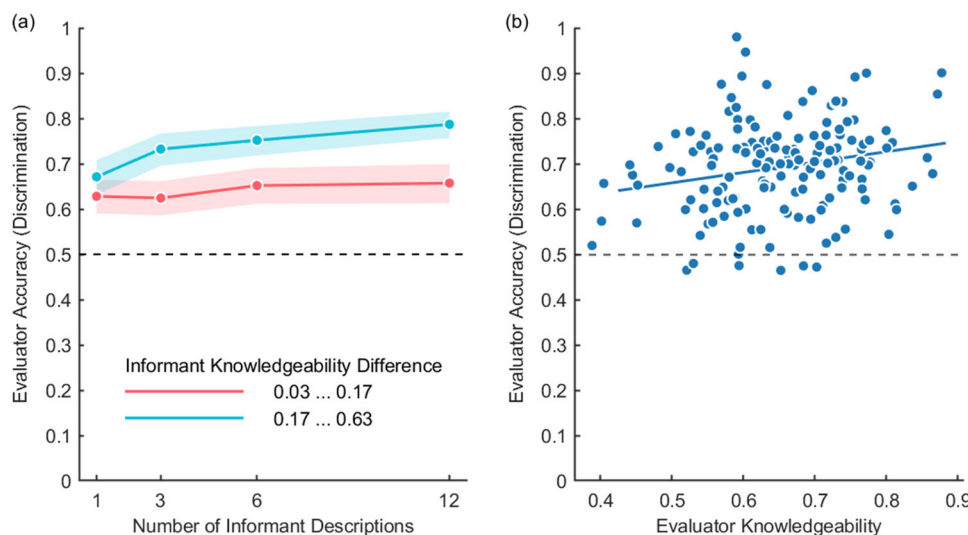 (a)
1
0.9
0.8
0.7
0.6
0.5
0.4
0.3
0.2
0.1
0
Evaluator Accuracy (Discrimination)
Informant Knowledgeability Difference
0.03 ... 0.17
0.17 ... 0.63
1 3 6 12
Number of Informant Descriptions
(b)
1
0.9
0.8
0.7
0.6
0.5
0.4
0.3
0.2
0.1
0
Evaluator Accuracy (Discrimination)
0.4 0.5 0.6 0.7 0.8 0.9
Evaluator Knowledgeability